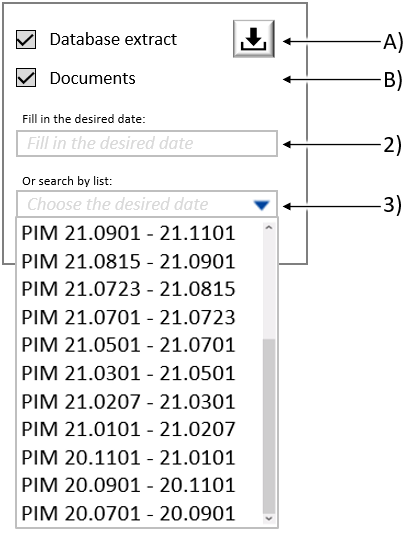 Database extract
A)
Documents
B)
Fill in the desired date:
Fill in the desired date
2)
Or search by list:
Choose the desired date
3)
PIM 21.0901 - 21.1101
PIM 21.0815 - 21.0901
PIM 21.0723 - 21.0815
PIM 21.0701 - 21.0723
PIM 21.0501 - 21.0701
PIM 21.0301 - 21.0501
PIM 21.0207 - 21.0301
PIM 21.0101 - 21.0207
PIM 20.1101 - 21.0101
PIM 20.0901 - 20.1101
PIM 20.0701 - 20.0901